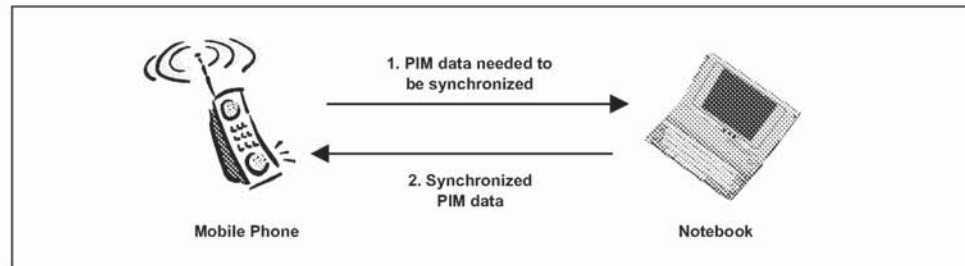 1. PIM data needed to
be synchronized
2. Synchronized
PIM data
Mobile Phone
Notebook